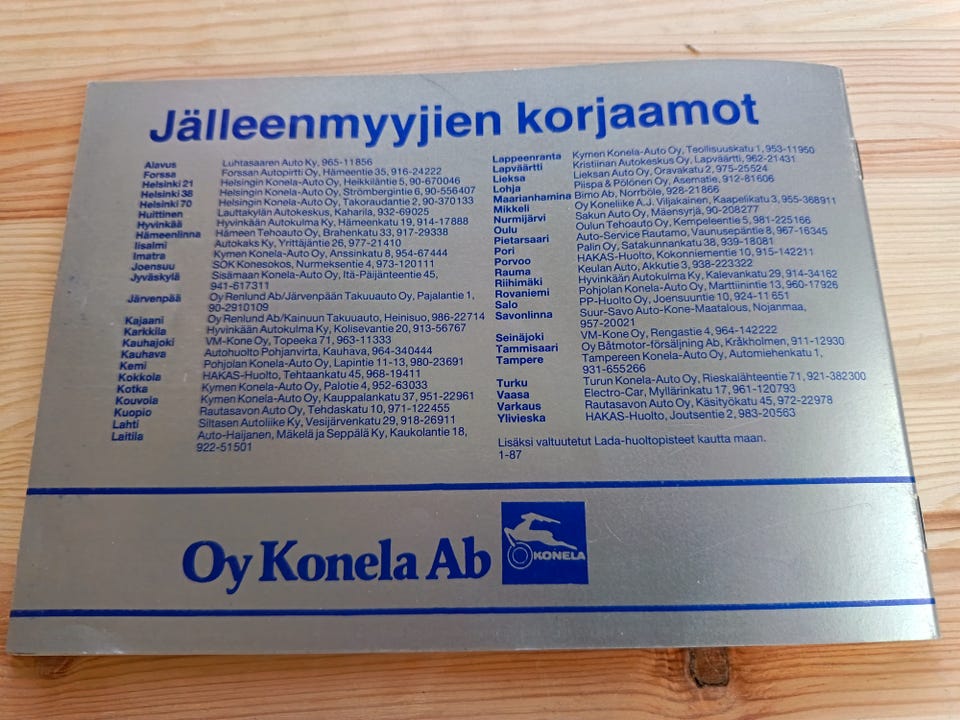 Jälleenmyyjien korjaamot
Alavus Luhtasaaren Auto Ky, 965-11856
Forssa Forssan Autopirtti Oy, Hämeentie 35, 916-24222
Helsinki 21 Helsingin Konela-Auto Oy, Heikkiläntie 5, 90-670046
Helsinki 38 Helsingin Konela-Auto Oy, Strömbergintie 6, 90-556407
Helsinki 70 Helsingin Konela-Auto Oy, Takoraudantie 2, 90-370133
Huittinen Lauttakylän Autokeskus, Kaharila, 932-69025
Hyvinkää Hyvinkään Autokulma Ky, Hämeenkatu 19, 914-17888
Hämeenlinna Hämeen Tehoauto Oy, Brahenkatu 33, 917-29338
Iisalmi Autokaks Ky, Yrittäjäntie 26, 977-21410
Imatra Kymen Konela-Auto Oy, Anssinkatu 8, 954-67444
Joensuu SOK Konesokos, Nurmeksentie 4, 973-120111
Jyväskylä Sisämaan Konela-Auto Oy, Itä-Päijänteentie 45,
941-617311
Järvenpää Oy Renlund Ab/Järvenpään Takuuauto Oy, Pajalantie 1,
90-2910109
Kajaani Oy Renlund Ab/Kainuun Takuuauto, Heinisuo, 986-22714
Karkkila Hyvinkään Autokulma Ky, Kolisevantie 20, 913-56767
Kauhajoki VM-Kone Oy, Topeeka 71, 963-11333
Kauhava Autohuolto Pohjanvirta, Kauhava, 964-340444
Kemi Pohjolan Konela-Auto Oy, Lapintie 11-13, 980-23691
Kokkola HAKAS-Huolto, Tehtaankatu 45, 968-19411
Kotka Kymen Konela-Auto Oy, Palotie 4, 952-63033
Kouvola Kymen Konela-Auto Oy, Kauppalankatu 37, 951-22961
Kuopio Rautasavon Auto Oy, Tehdaskatu 10, 971-122455
Lahti Siltasen Autoliike Ky, Vesijärvenkatu 29, 918-26911
Laitila Auto-Haijanen, Mäkelä ja Seppälä Ky, Kaukolantie 18,
922-51501
Lappeenranta Kymen Konela-Auto Oy, Teollisuuskatu 1, 953-11950
Lapväärtti Kristiinan Autokeskus Oy, Lapväärtti, 962-21431
Lieksa Lieksan Auto Oy, Oravakatu 2, 975-25524
Lohja Piispa & Pölönen Oy, Asematie, 912-81606
Maarianhamina Bimo Ab, Norrböle, 928-21866
Mikkeli Oy Koneliike A.J. Viljakainen, Kaapelikatu 3, 955-368911
Nurmijärvi Sakun Auto Oy, Mäensyrjä, 90-208277
Oulu Oulun Tehoauto Oy, Kempeleentie 5, 981-225166
Pietarsaari Auto-Service Rautamo, Vaunusepäntie 8, 967-16345
Pori Palin Oy, Satakunnankatu 38, 939-18081
Porvoo HAKAS-Huolto, Kokonniementie 10, 915-142211
Rauma Keulan Auto, Akkutie 3, 938-223322
Riihimäki Hyvinkään Autokulma Ky, Kalevankatu 29, 914-34162
Rovaniemi Pohjolan Konela-Auto Oy, Marttiinintie 13, 960-17926
Salo PP-Huolto Oy, Joensuuntie 10, 924-11 651
Savonlinna Suur-Savo Auto-Kone-Maatalous, Nojanmaa,
957-20021
Seinäjoki VM-Kone Oy, Rengastie 4, 964-142222
Tammisaari Oy Båtmotor-försäljning Ab, Kråkholmen, 911-12930
Tampere Tampereen Konela-Auto Oy, Automiehenkatu 1,
931-655266
Turku Turun Konela-Auto Oy, Rieskalähteentie 71, 921-382300
Vaasa Electro-Car, Myllärinkatu 17, 961-120793
Varkaus Rautasavon Auto Oy, Käsityökatu 45, 972-22978
Ylivieska HAKAS-Huolto, Joutsentie 2, 983-20563
Lisäksi valtuutetut Lada-huoltopisteet kautta maan.
1-87
Oy Konela Ab
KONELA